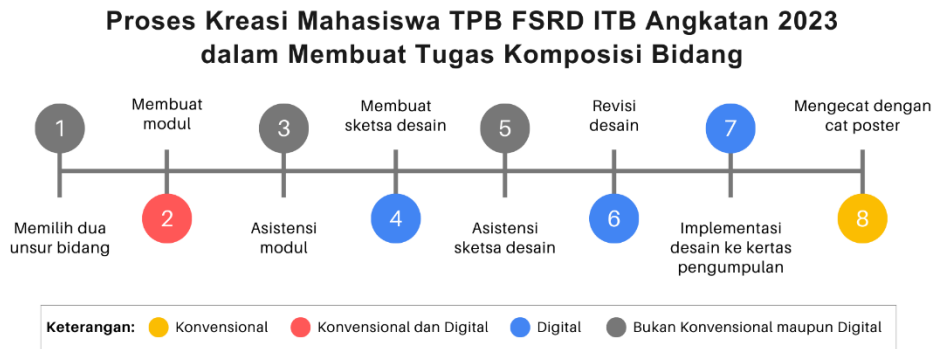 Proses Kreasi Mahasiswa TPB FSRD ITB Angkatan 2023
dalam Membuat Tugas Komposisi Bidang
1
Memilih dua
unsur bidang
Membuat
modul
2
3
Asistensi
modul
Membuat
sketsa desain
4
5
Asistensi
sketsa desain
Revisi
desain
6
7
Implementasi
desain ke kertas
pengumpulan
Mengecat dengan
cat poster
8
Keterangan: Konvensional Konvensional dan Digital Digital Bukan Konvensional maupun Digital